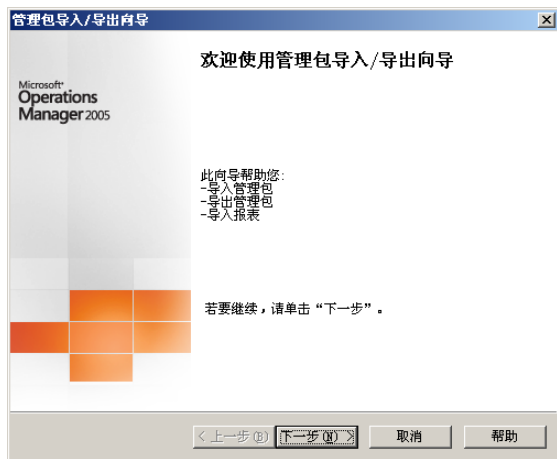 管理包导入/导出向导
欢迎使用管理包导入/导出向导
Microsoft
Operations
Manager 2005
此向导帮助您:
-导入管理包
-导出管理包
-导入报表
若要继续，请单击“下一步”。
< 上一步(B)
下一步(N) >
取消
帮助